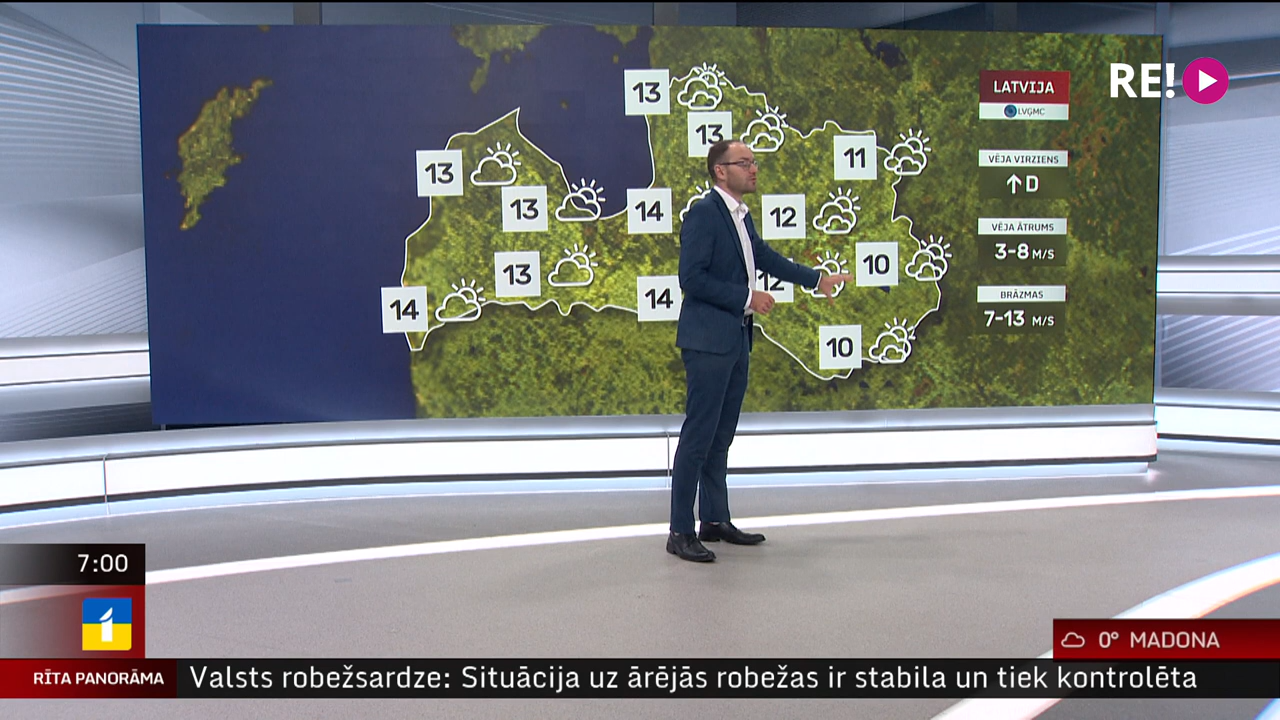 RE!
LATVIJA
LVĢMC
VĒJA VIRZIENS
↑D
VĒJA ĀTRUMS
3-8 M/S
BRĀZMAS
7-13 M/S
13
13
11
13
13
14
12
13
10
14
14
12
10
7:00
1
0° MADONA
RĪTA PANORĀMA
Valsts robežsardze: Situācija uz ārējās robežas ir stabila un tiek kontrolēta